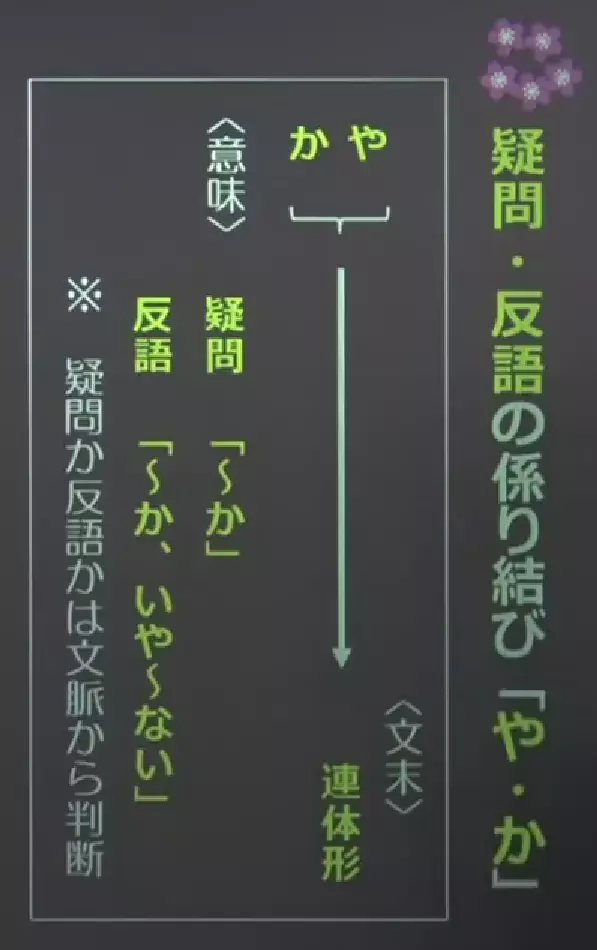 疑問・反語の係り結び「や・か」
や
か
〈文末〉
連体形
〈意味〉
疑問 「～か」
反語 「～か、いや～ない」
※ 疑問か反語かは文脈から判断